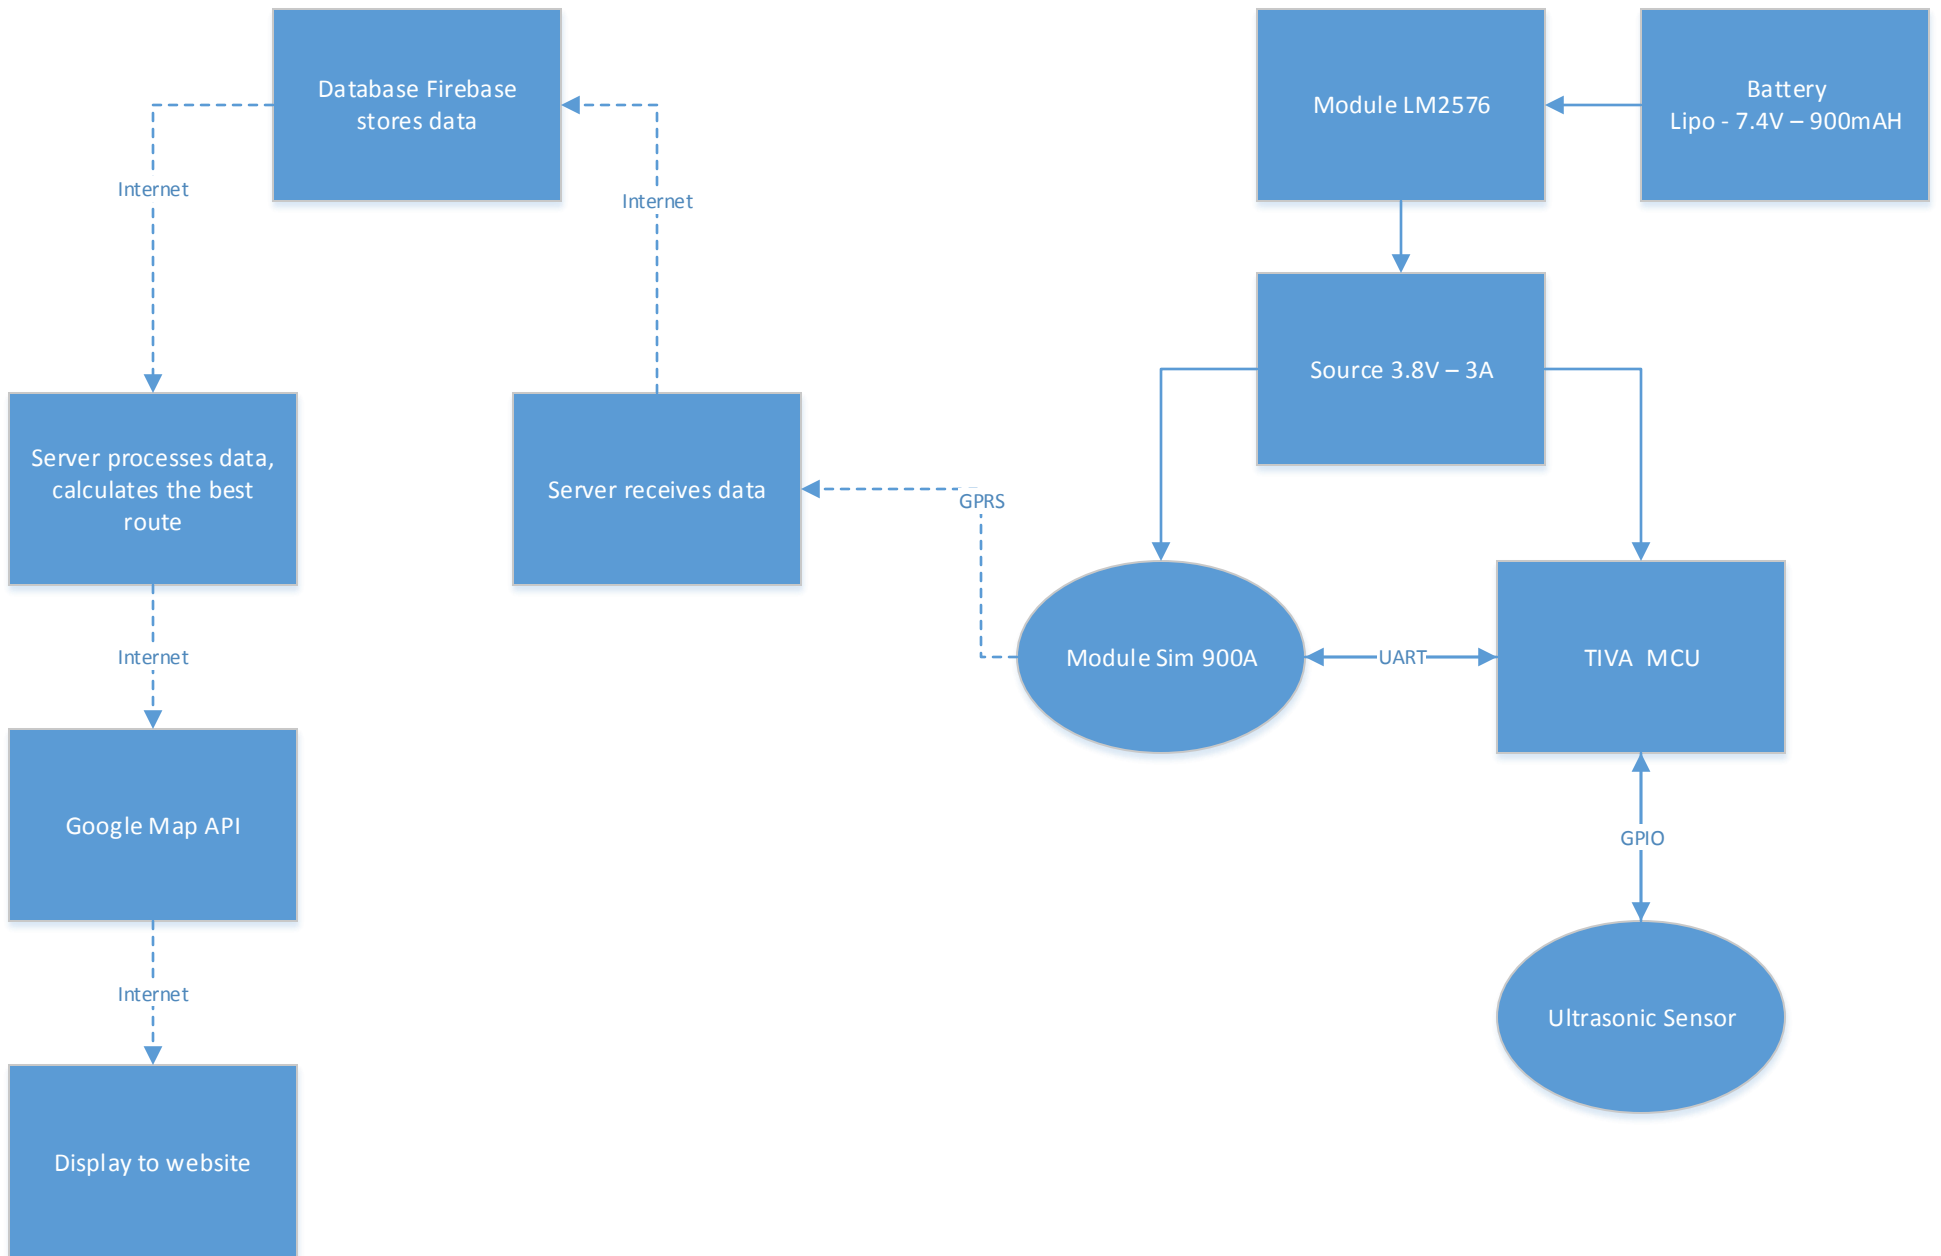 Database Firebase
stores data
Module LM2576
Battery
Lipo - 7.4V – 900mAH
Internet
Internet
Source 3.8V – 3A
Server processes data,
calculates the best
route
Server receives data
GPRS
Module Sim 900A
UART
TIVA MCU
Internet
Google Map API
GPIO
Internet
Ultrasonic Sensor
Display to website